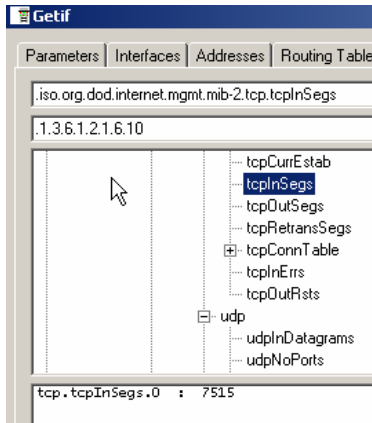 Getif
Parameters Interfaces Addresses Routing Table
.iso.org.dod.internet.mgmt.mib-2.tcp.tcpInSegs
.1.3.6.1.2.1.6.10
tcpCurrEstab
tcpInSegs
tcpOutSegs
tcpRetransSegs
tcpConnTable
tcpInErrs
tcpOutRsts
udp
udpInDatagrams
udpNoPorts
tcp.tcpInSegs.0 : 7515